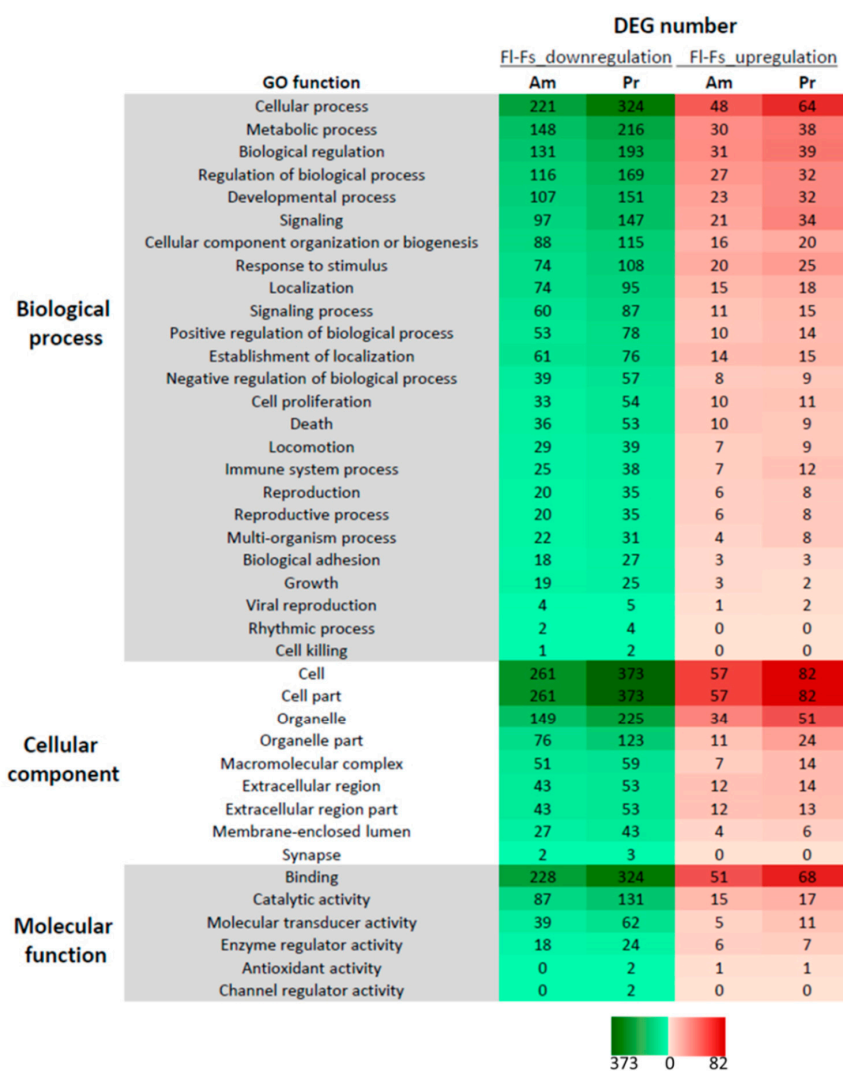 DEG number
Fl-Fs_downregulation Fl-Fs_upregulation
GO function Am Pr Am Pr
Cellular process 221 324 48 64
Metabolic process 148 216 30 38
Biological regulation 131 193 31 39
Regulation of biological process 116 169 27 32
Developmental process 107 151 23 32
Signaling 97 147 21 34
Cellular component organization or biogenesis 88 115 16 20
Response to stimulus 74 108 20 25
Localization 74 95 15 18
Biological process
Signaling process 60 87 11 15
Positive regulation of biological process 53 78 10 14
Establishment of localization 61 76 14 15
Negative regulation of biological process 39 57 8 9
Cell proliferation 33 54 10 11
Death 36 53 10 9
Locomotion 29 39 7 9
Immune system process 25 38 7 12
Reproduction 20 35 6 8
Reproductive process 20 35 6 8
Multi-organism process 22 31 4 8
Biological adhesion 18 27 3 3
Growth 19 25 3 2
Viral reproduction 4 5 1 2
Rhythmic process 2 4 0 0
Cell killing 1 2 0 0
Cell 261 373 57 82
Cell part 261 373 57 82
Organelle 149 225 34 51
Cellular component
Organelle part 76 123 11 24
Macromolecular complex 51 59 7 14
Extracellular region 43 53 12 14
Extracellular region part 43 53 12 13
Membrane-enclosed lumen 27 43 4 6
Synapse 2 3 0 0
Binding 228 324 51 68
Catalytic activity 87 131 15 17
Molecular function
Molecular transducer activity 39 62 5 11
Enzyme regulator activity 18 24 6 7
Antioxidant activity 0 2 1 1
Channel regulator activity 0 2 0 0
373 0 82